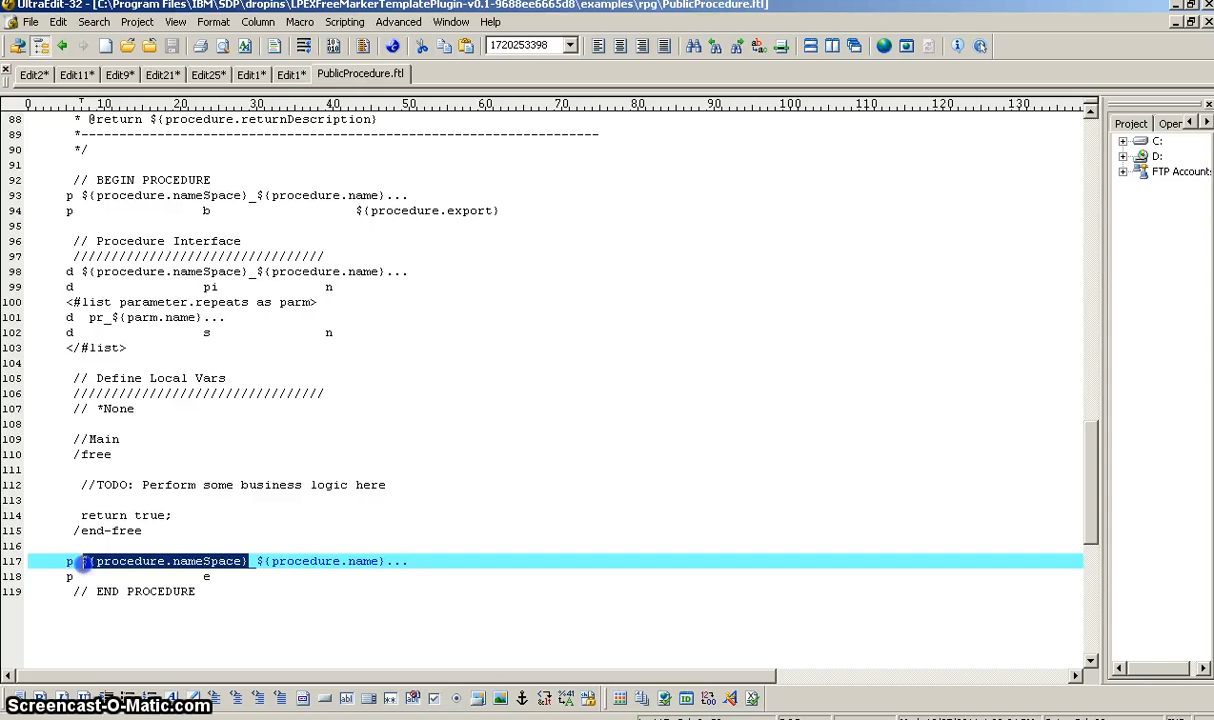 UltraEdit-32 - [C:\Program Files\IBM\SDP\dropins\LPEXFreeMarkerTemplatePlugin-v0.1-9688ee6665d8\examples\rpg\PublicProcedure.ftl]
File Edit Search Project View Format Column Macro Scripting Advanced Window Help
1720253398
Edit2* Edit11* Edit9* Edit21* Edit25* Edit1* Edit1* PublicProcedure.ftl
0 10 20 30 40 50 60 70 80 90 100 110 120 130
Project Oper
C:
D:
FTP Account:
88 * @return ${procedure.returnDescription}
89 *--------------------------------------------------------------------
90 */
91
92 // BEGIN PROCEDURE
93 p ${procedure.nameSpace}_${procedure.name}...
94 p b ${procedure.export}
95
96 // Procedure Interface
97 /////////////////////////////////
98 d ${procedure.nameSpace}_${procedure.name}...
99 d pi n
100 <#list parameter.repeats as parm>
101 d pr_${parm.name}...
102 d s n
103 </#list>
104
105 // Define Local Vars
106 /////////////////////////////////
107 // *None
108
109 //Main
110 /free
111
112 //TODO: Perform some business logic here
113
114 return true;
115 /end-free
116
117 p ${procedure.nameSpace}_${procedure.name}...
118 p e
119 // END PROCEDURE
Screencast-O-Matic.com